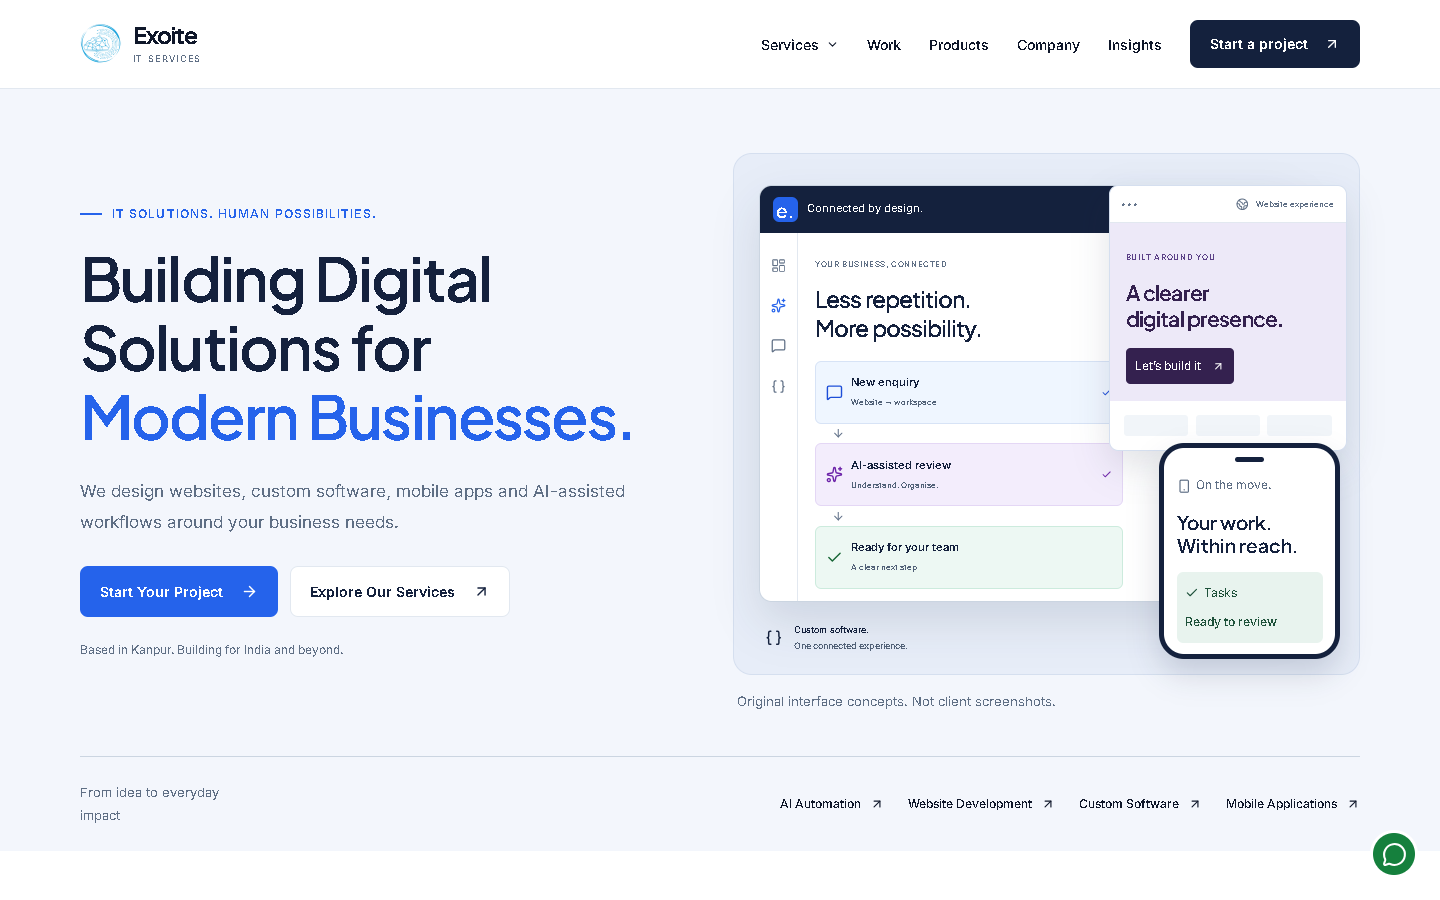 Exoite
IT SERVICES
Services
Work
Products
Company
Insights
Start a project
IT SOLUTIONS. HUMAN POSSIBILITIES.
Building Digital
Solutions for
Modern Businesses.
We design websites, custom software, mobile apps and AI-assisted
workflows around your business needs.
Start Your Project
Explore Our Services
Based in Kanpur. Building for India and beyond.
e.
Connected by design.
YOUR BUSINESS, CONNECTED
Less repetition.
More possibility.
New enquiry
Website → workspace
AI-assisted review
Understand. Organise.
Ready for your team
A clear next step
Custom software.
One connected experience.
Website experience
BUILT AROUND YOU
A clearer
digital presence.
Let's build it
On the move.
Your work.
Within reach.
Tasks
Ready to review
Original interface concepts. Not client screenshots.
From idea to everyday
impact
AI Automation
Website Development
Custom Software
Mobile Applications